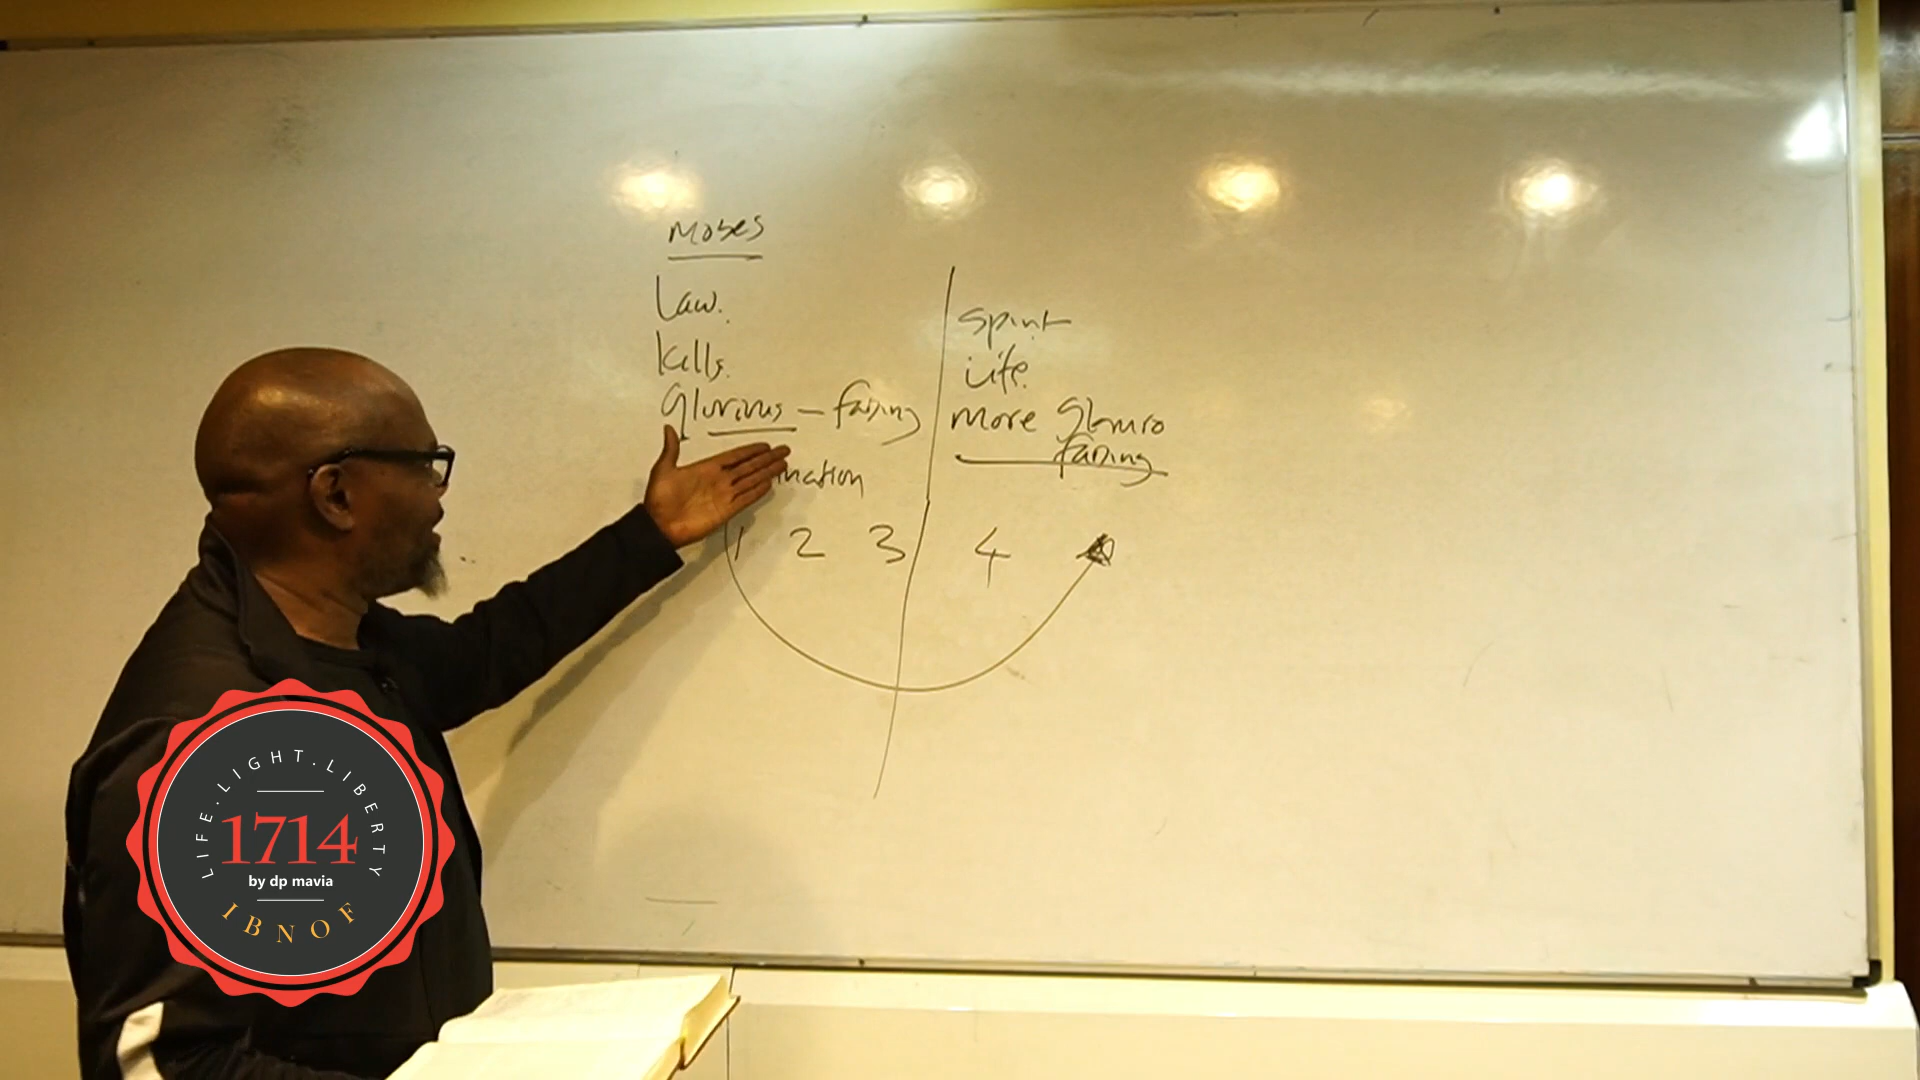 Moses
Law.
kills.
Glorious – fading
mation
1 2 3
Spirit
Life.
more Glorio
fading
4
LIFE.LIGHT.LIBERTY
1714
by dp mavia
IBNOF